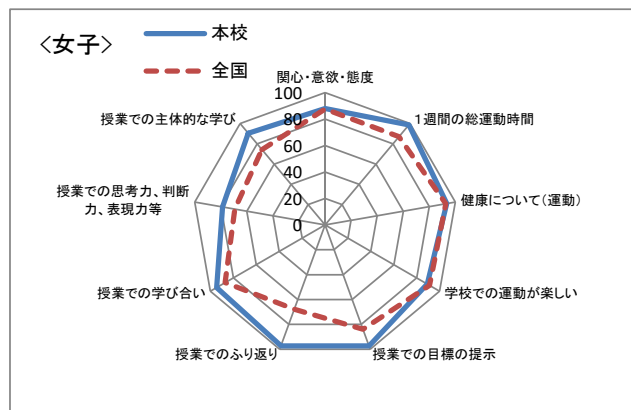 <女子>
本校
全国
関心・意欲・態度
1週間の総運動時間
健康について(運動)
学校での運動が楽しい
授業での目標の提示
授業でのふり返り
授業での学び合い
授業での思考力、判断
力、表現力等
授業での主体的な学び
100
80
60
40
20
0